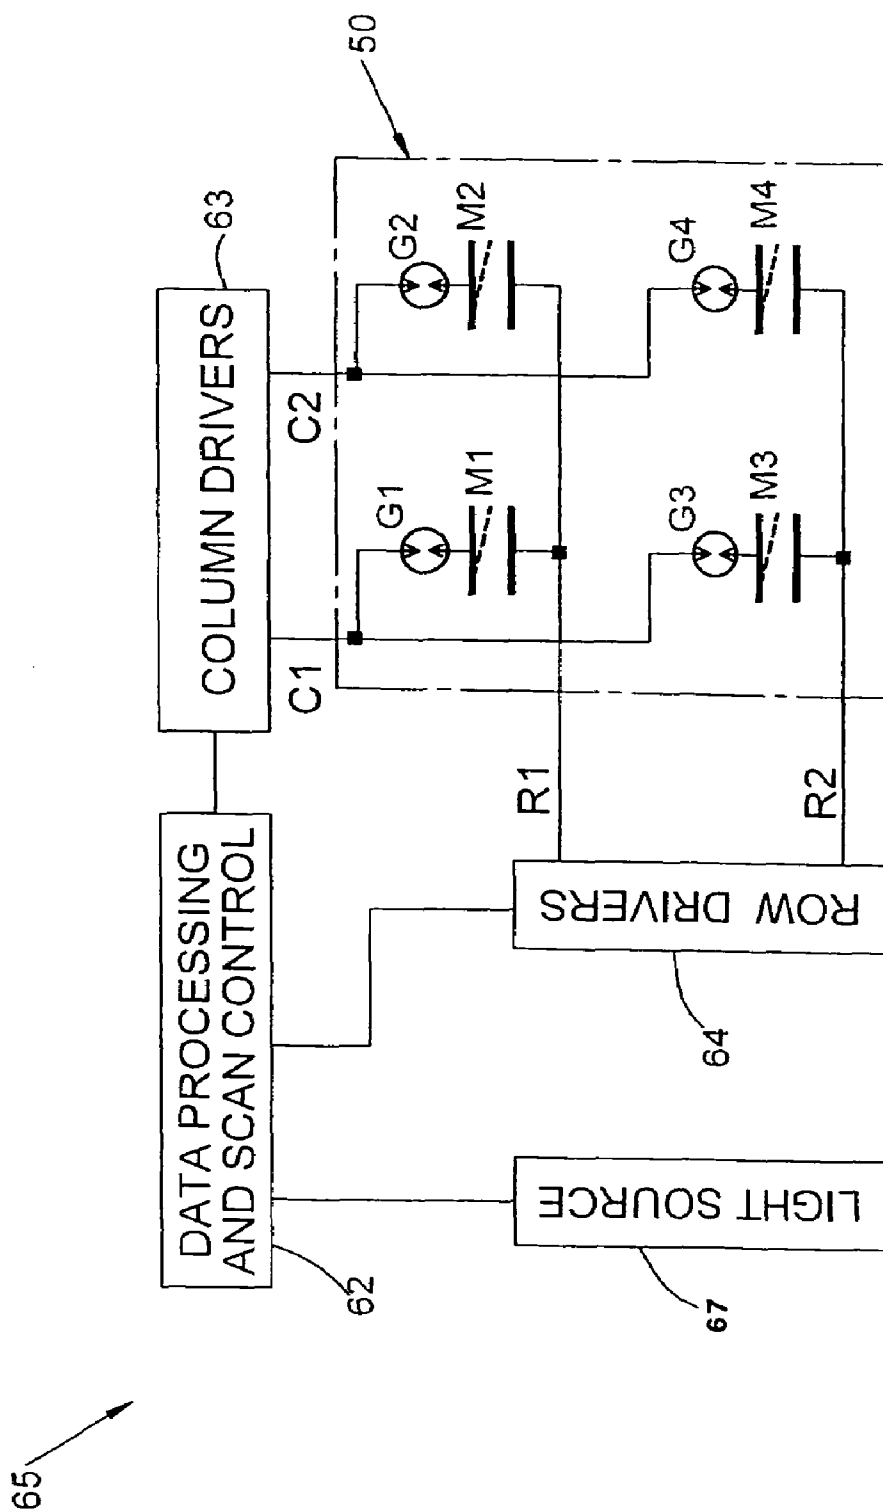 65
62
DATA PROCESSING
AND SCAN CONTROL
COLUMN DRIVERS
63
C1
C2
50
G1
M1
G2
M2
R1
G3
M3
G4
M4
R2
ROW DRIVERS
64
LIGHT SOURCE
67